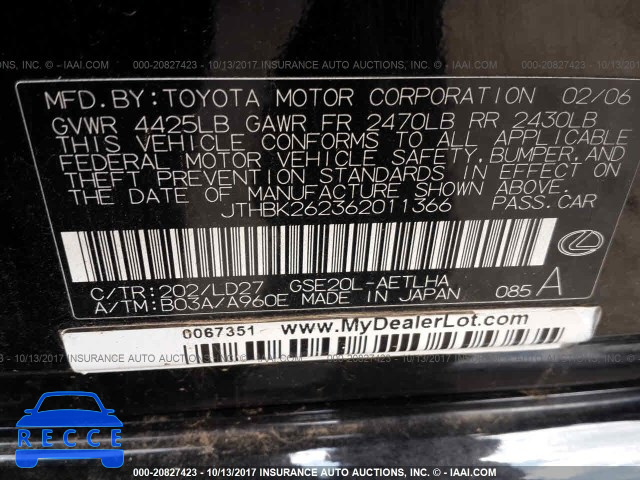 000-20827423 - 10/13/2017 INSURANCE AUTO AUCTIONS, INC. - © - IAAI.COM
MFD.BY:TOYOTA MOTOR CORPORATION 02/06
GVWR 4425LB GAWR FR 2470LB RR 2430LB
THIS VEHICLE CONFORMS TO ALL APPLICABLE
FEDERAL MOTOR VEHICLE SAFETY, BUMPER, AND
THEFT PREVENTION STANDARDS IN EFFECT ON
THE DATE OF MANUFACTURE SHOWN ABOVE.
JTHBK262362011366 PASS.CAR
C/TR:202/LD27 GSE20L-AETLHA
A/TM:B03A/A960E MADE IN JAPAN 085 A
0067351 www.MyDealerLot.com
RECCE
000-20827423 - 10/13/2017 INSURANCE AUTO AUCTIONS, INC. - © - IAAI.COM